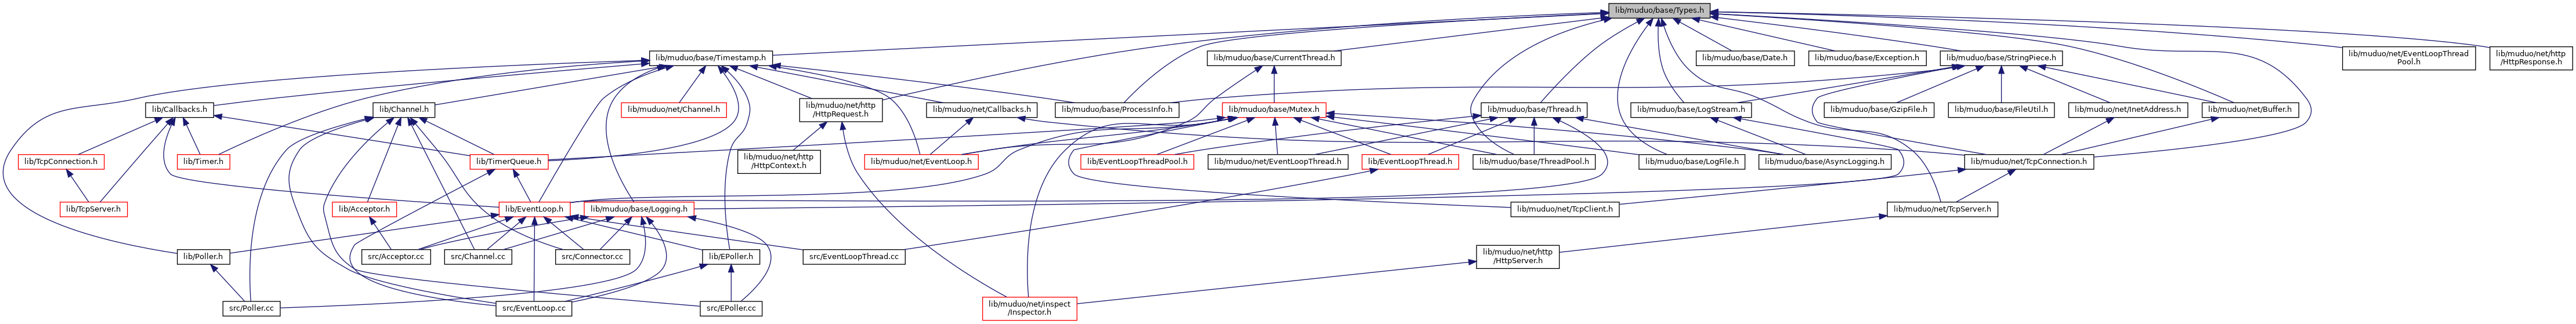 lib/muduo/base/Types.h
lib/muduo/base/Timestamp.h
lib/muduo/base/CurrentThread.h
lib/muduo/base/Date.h
lib/muduo/base/Exception.h
lib/muduo/base/StringPiece.h
lib/muduo/net/EventLoopThread
Pool.h
lib/muduo/net/http
/HttpResponse.h
lib/Callbacks.h
lib/Channel.h
lib/muduo/net/Channel.h
lib/muduo/net/http
/HttpRequest.h
lib/muduo/net/Callbacks.h
lib/muduo/base/ProcessInfo.h
lib/muduo/base/Mutex.h
lib/muduo/base/Thread.h
lib/muduo/base/LogStream.h
lib/muduo/base/GzipFile.h
lib/muduo/base/FileUtil.h
lib/muduo/net/InetAddress.h
lib/muduo/net/Buffer.h
lib/TcpConnection.h
lib/Timer.h
lib/TimerQueue.h
lib/muduo/net/http
/HttpContext.h
lib/muduo/net/EventLoop.h
lib/EventLoopThreadPool.h
lib/muduo/net/EventLoopThread.h
lib/EventLoopThread.h
lib/muduo/base/ThreadPool.h
lib/muduo/base/LogFile.h
lib/muduo/base/AsyncLogging.h
lib/muduo/net/TcpConnection.h
lib/TcpServer.h
lib/Acceptor.h
lib/EventLoop.h
lib/muduo/base/Logging.h
lib/muduo/net/TcpClient.h
lib/muduo/net/TcpServer.h
lib/Poller.h
src/Acceptor.cc
src/Channel.cc
src/Connector.cc
lib/EPoller.h
src/EventLoopThread.cc
lib/muduo/net/http
/HttpServer.h
src/Poller.cc
src/EventLoop.cc
src/EPoller.cc
lib/muduo/net/inspect
/Inspector.h